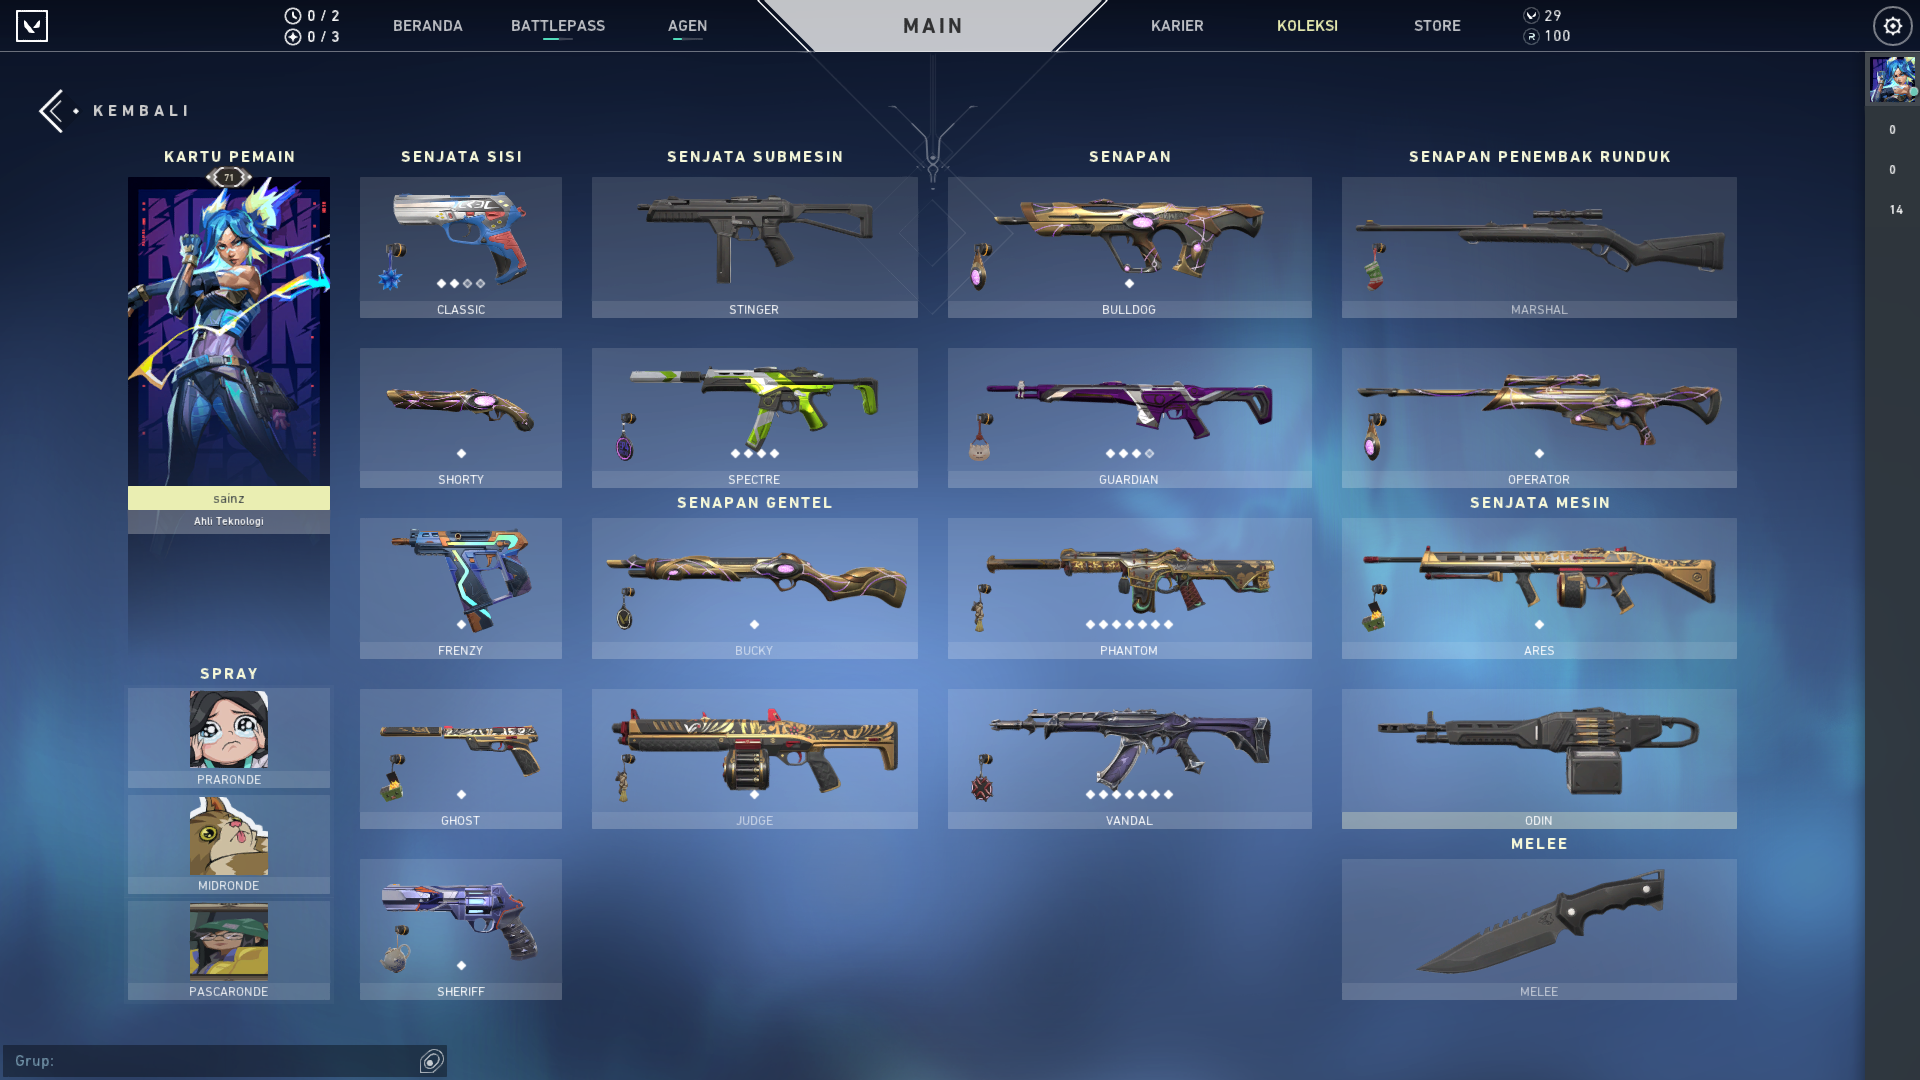 0 / 2
0 / 3
BERANDA
BATTLEPASS
AGEN
MAIN
KARIER
KOLEKSI
STORE
29
100
KEMBALI
0
0
14
KARTU PEMAIN
71
sainz
Ahli Teknologi
SPRAY
PRARONDE
MIDRONDE
PASCARONDE
SENJATA SISI
CLASSIC
SHORTY
FRENZY
GHOST
SHERIFF
SENJATA SUBMESIN
STINGER
SPECTRE
SENAPAN GENTEL
BUCKY
JUDGE
SENAPAN
BULLDOG
GUARDIAN
PHANTOM
VANDAL
SENAPAN PENEMBAK RUNDUK
MARSHAL
OPERATOR
SENJATA MESIN
ARES
ODIN
MELEE
MELEE
Grup: